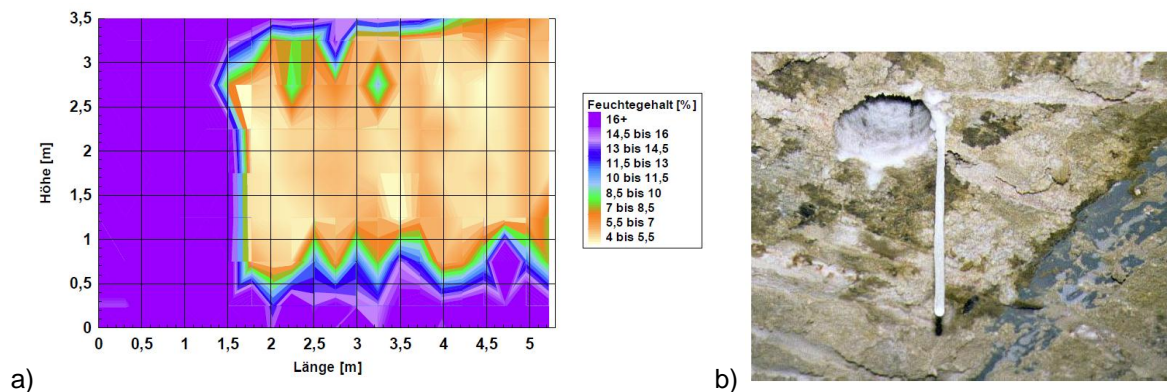 3,5
3
2,5
2
1,5
1
0,5
0
Höhe [m]
0 0,5 1 1,5 2 2,5 3 3,5 4 4,5 5
Länge [m]
Feuchtegehalt [%]
16+
14,5 bis 16
13 bis 14,5
11,5 bis 13
10 bis 11,5
8,5 bis 10
7 bis 8,5
5,5 bis 7
4 bis 5,5
a)
b)